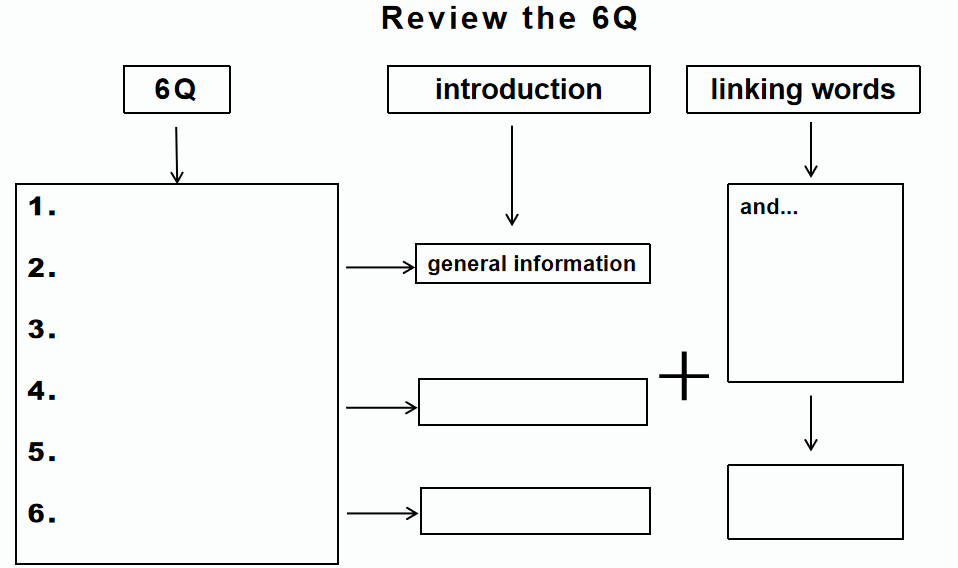 Review the 6Q
6Q
introduction
linking words
1.
2.
3.
4.
5.
6.
general information
and...